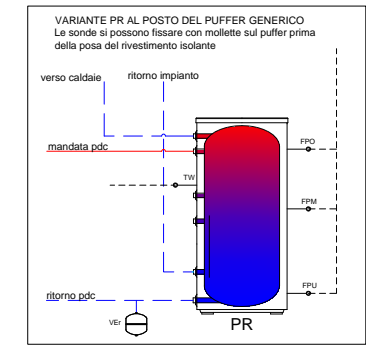 VARIANTE PR AL POSTO DEL PUFFER GENERICO
Le sonde si possono fissare con mollette sul puffer prima
della posa del rivestimento isolante
verso caldaie
ritorno impianto
mandata pdc
FPO
TW
FPM
FPU
ritorno pdc
VEr
PR